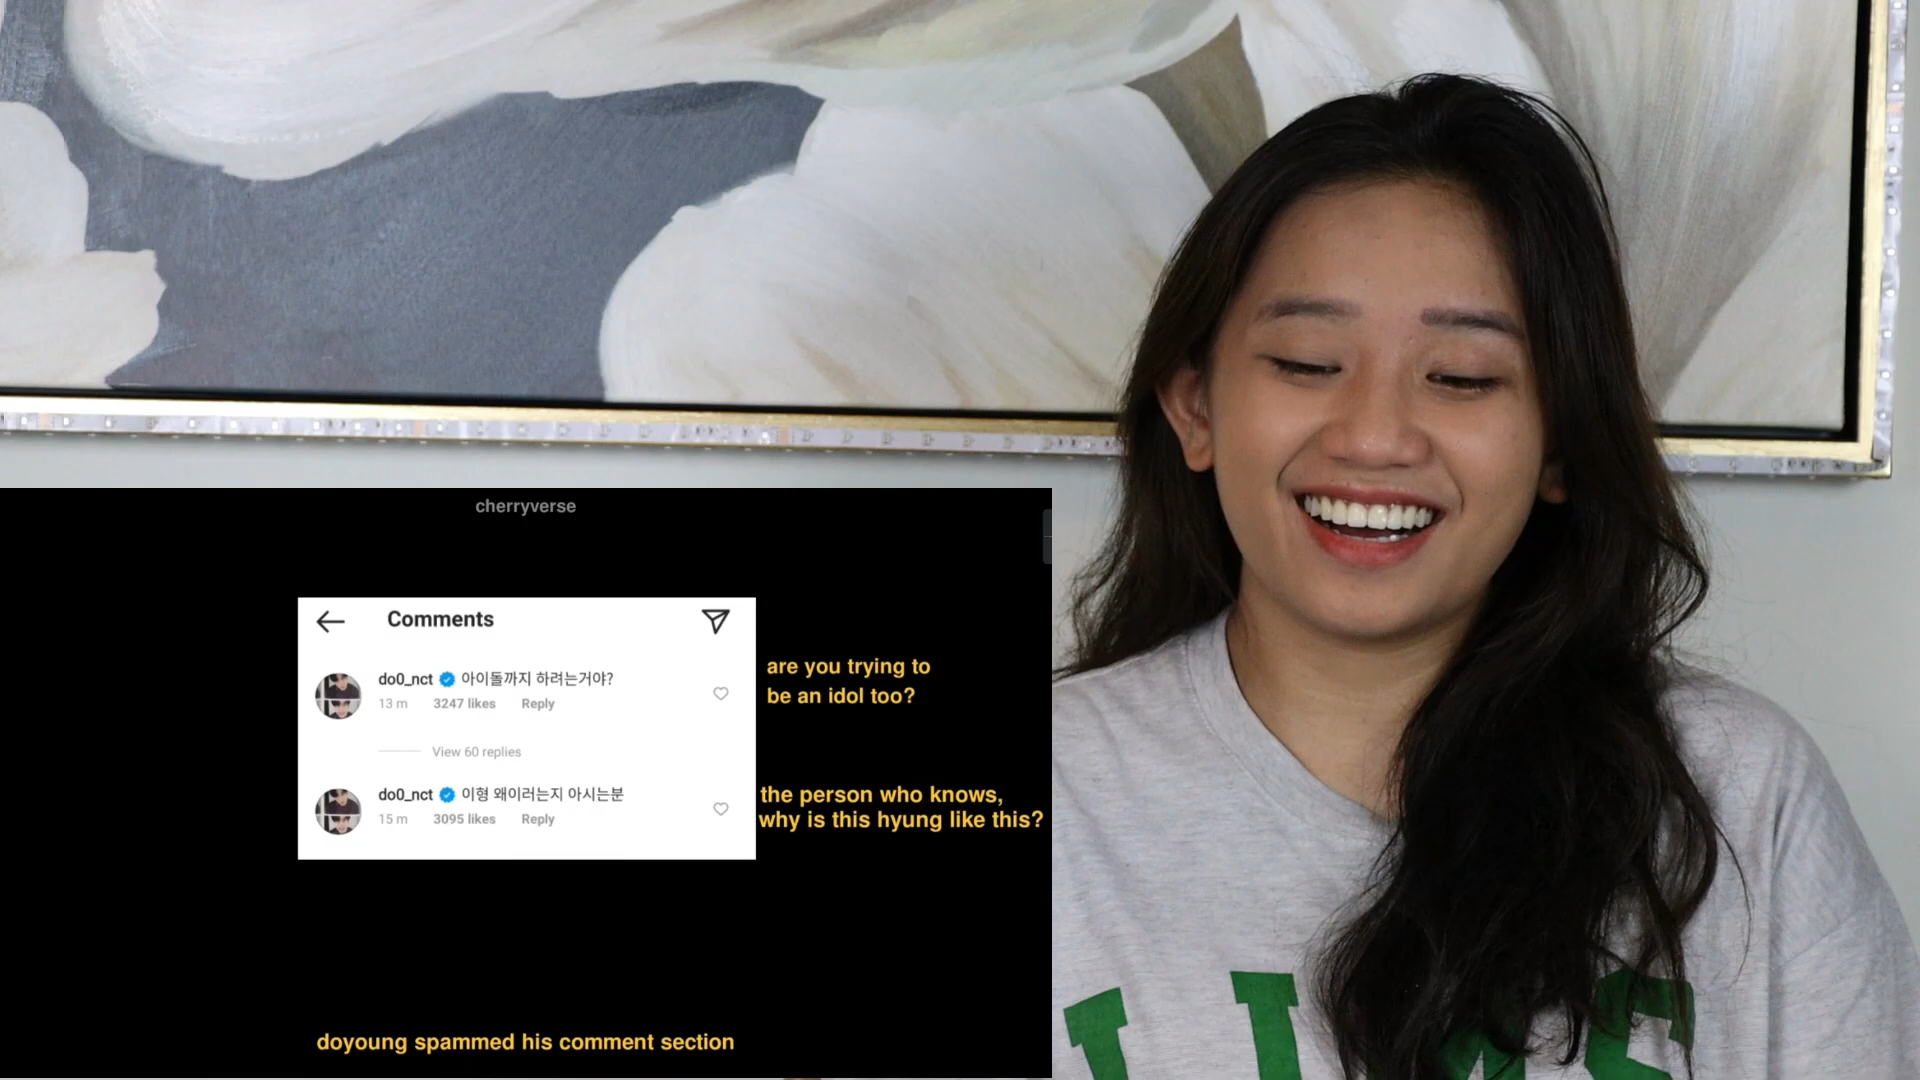 cherryverse
Comments
do0_nct 아이돌까지 하려는거야?
13 m 3247 likes Reply
View 60 replies
do0_nct 이형 왜이러는지 아시는분
15 m 3095 likes Reply
are you trying to
be an idol too?
the person who knows,
why is this hyung like this?
doyoung spammed his comment section